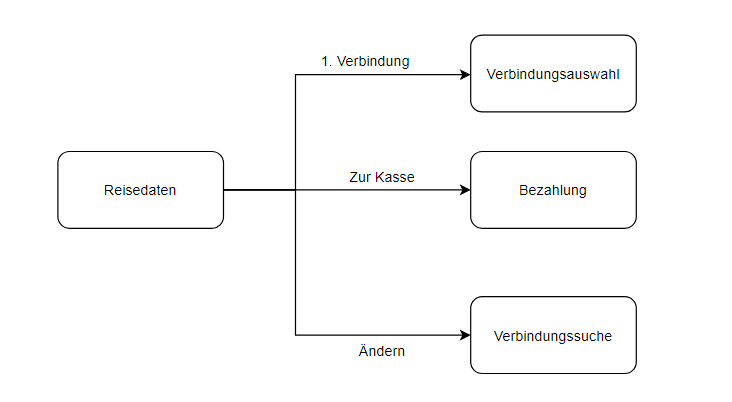 1. Verbindung
Verbindungsauswahl
Zur Kasse
Reisedaten
Bezahlung
Verbindungssuche
Ändern